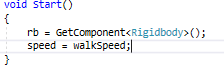 void Start()
{
rb = GetComponent<Rigidbody>();
speed = walkSpeed;
}